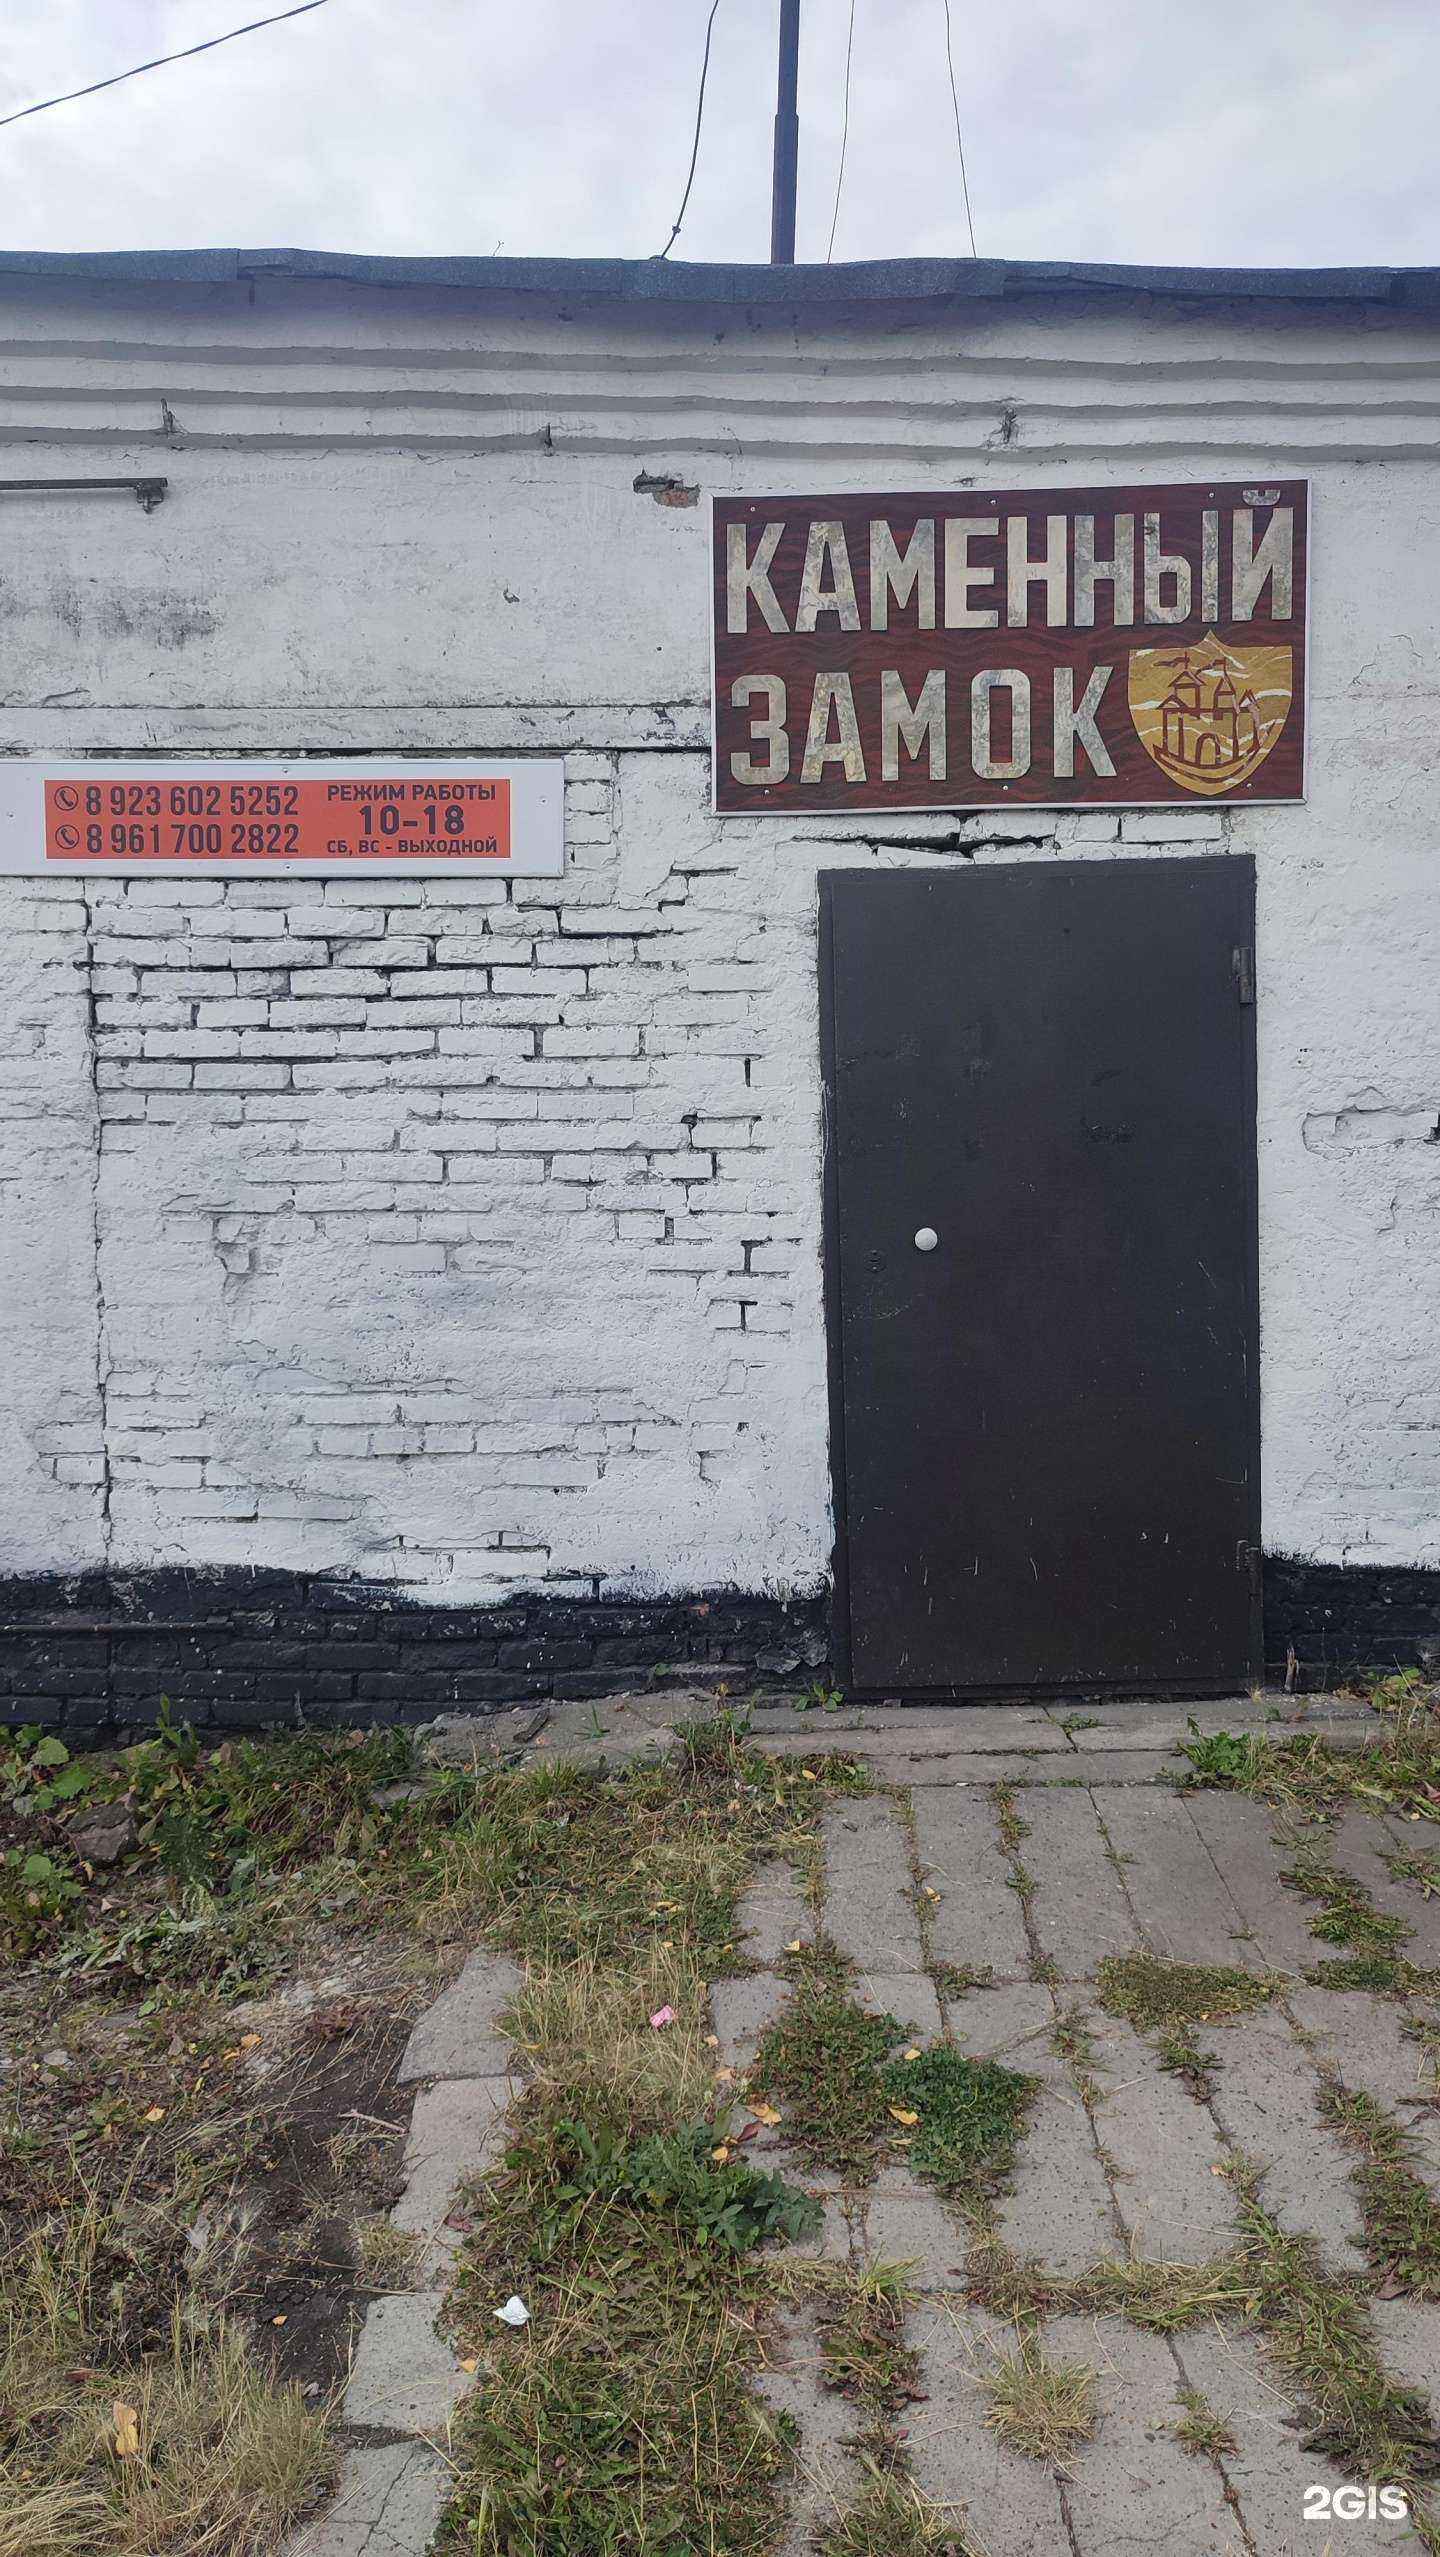 КАМЕННЫЙ
ЗАМОК
8 923 602 5252
8 961 700 2822
РЕЖИМ РАБОТЫ
10-18
СБ, ВС - ВЫХОДНОЙ
2GIS